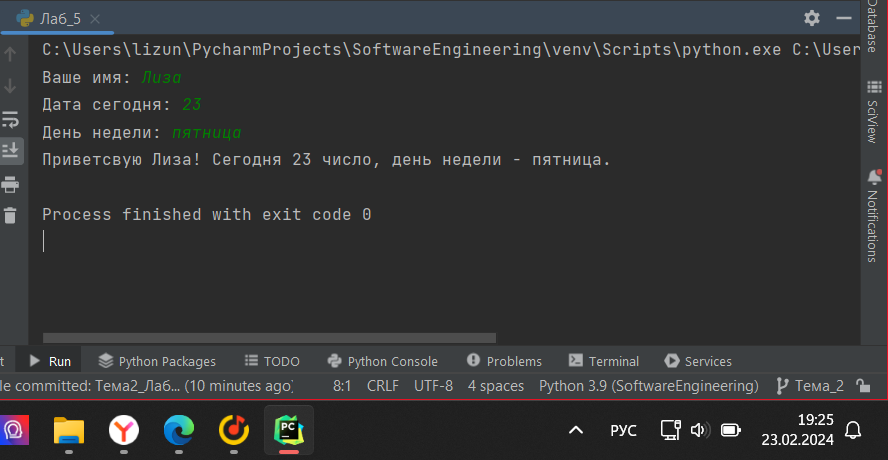 Лаб_5
C:\Users\lizun\PycharmProjects\SoftwareEngineering\venv\Scripts\python.exe C:\User
Ваше имя: Лиза
Дата сегодня: 23
День недели: пятница
Приветсвую Лиза! Сегодня 23 число, день недели - пятница.
Process finished with exit code 0
Database
SciView
Notifications
t Run Python Packages TODO Python Console Problems Terminal Services
le committed: Тема2_Лаб... (10 minutes ago) 8:1 CRLF UTF-8 4 spaces Python 3.9 (SoftwareEngineering) Тема_2
PC РУС 19:25
23.02.2024